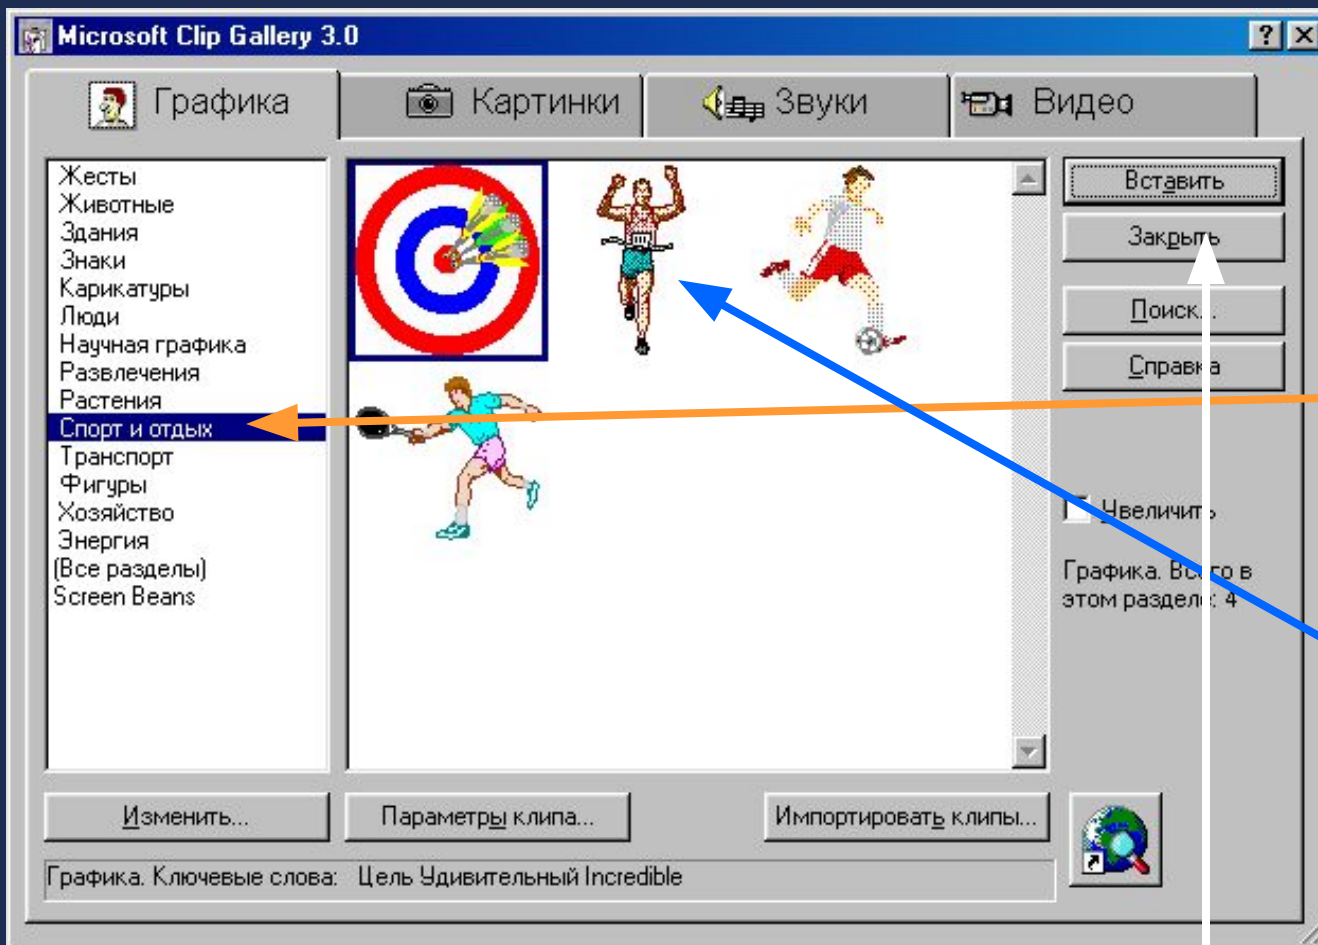 Microsoft Clip Gallery 3.0
Графика
Картинки
Звуки
Видео
Жесты
Животные
Здания
Знаки
Карикатуры
Люди
Научная графика
Развлечения
Растения
Спорт и отдых
Транспорт
Фигуры
Хозяйство
Энергия
(Все разделы)
Screen Beans
Вставить
Закрыть
Поиск...
Справка
Увеличить
Графика. Всего в
этом разделе: 4
Изменить...
Параметры клипа...
Импортировать клипы...
Графика. Ключевые слова: Цель Удивительный Incredible